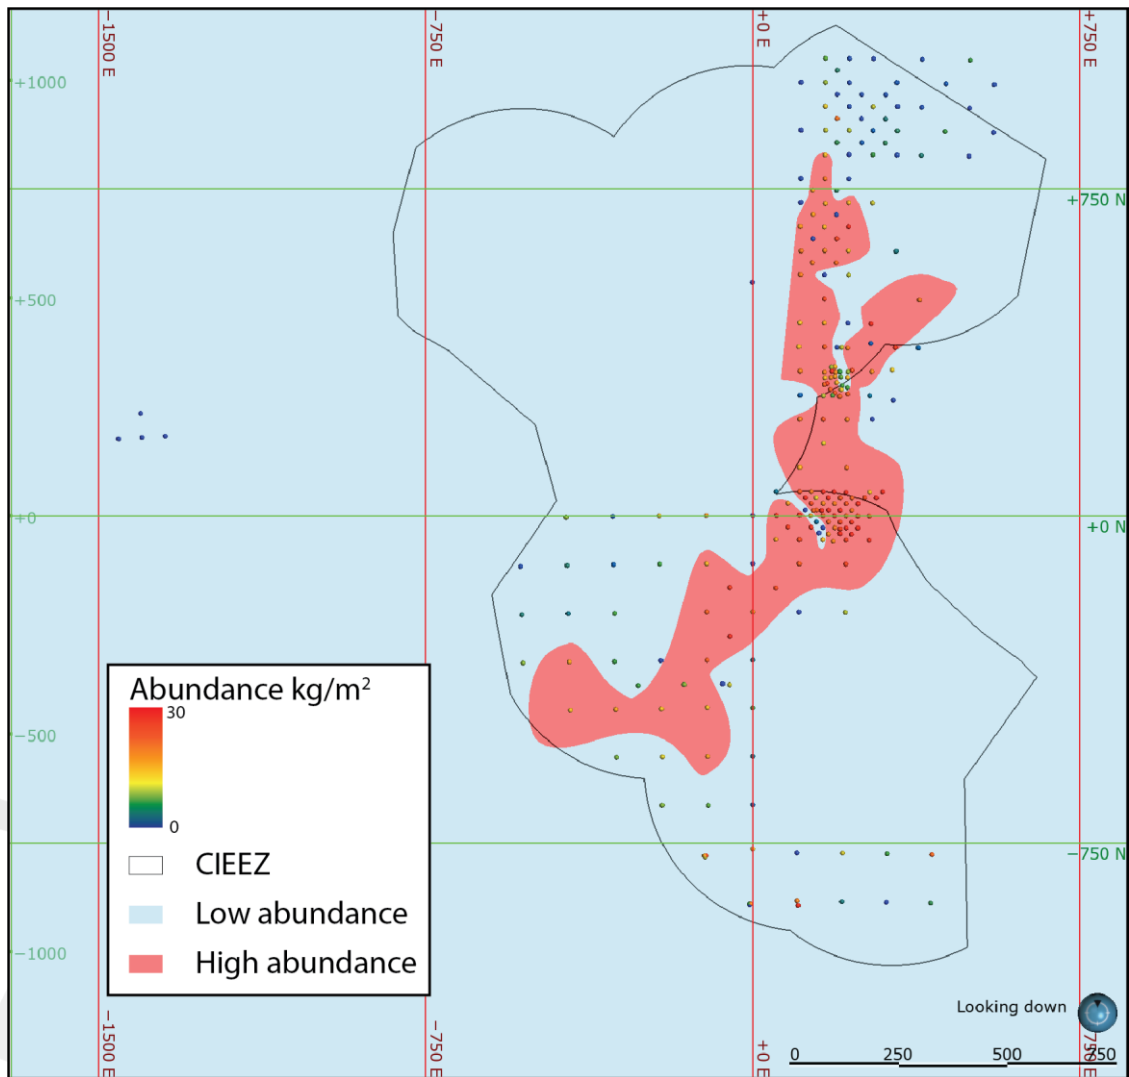 -1500 E
-750 E
+0 E
+750 E
+1000
+750 N
+500
+0
+0 N
-500
-750 N
-1000
Abundance kg/m²
30
0
CIEEZ
Low abundance
High abundance
Looking down
-1500 E
-750 E
+0 E
+750 E
0 250 500 750